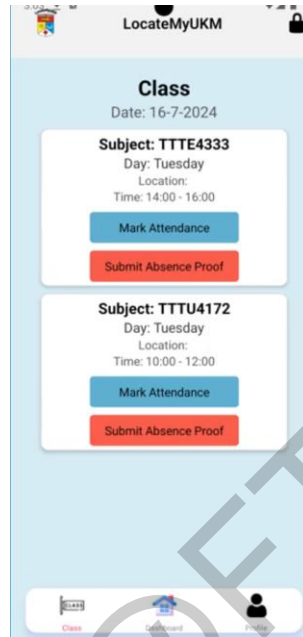 LocateMyUKM
Class
Date: 16-7-2024
Subject: TTTE4333
Day: Tuesday
Location:
Time: 14:00 - 16:00
Mark Attendance
Submit Absence Proof
Subject: TTTU4172
Day: Tuesday
Location:
Time: 10:00 - 12:00
Mark Attendance
Submit Absence Proof
CLASS
Class
Dashboard
Profile